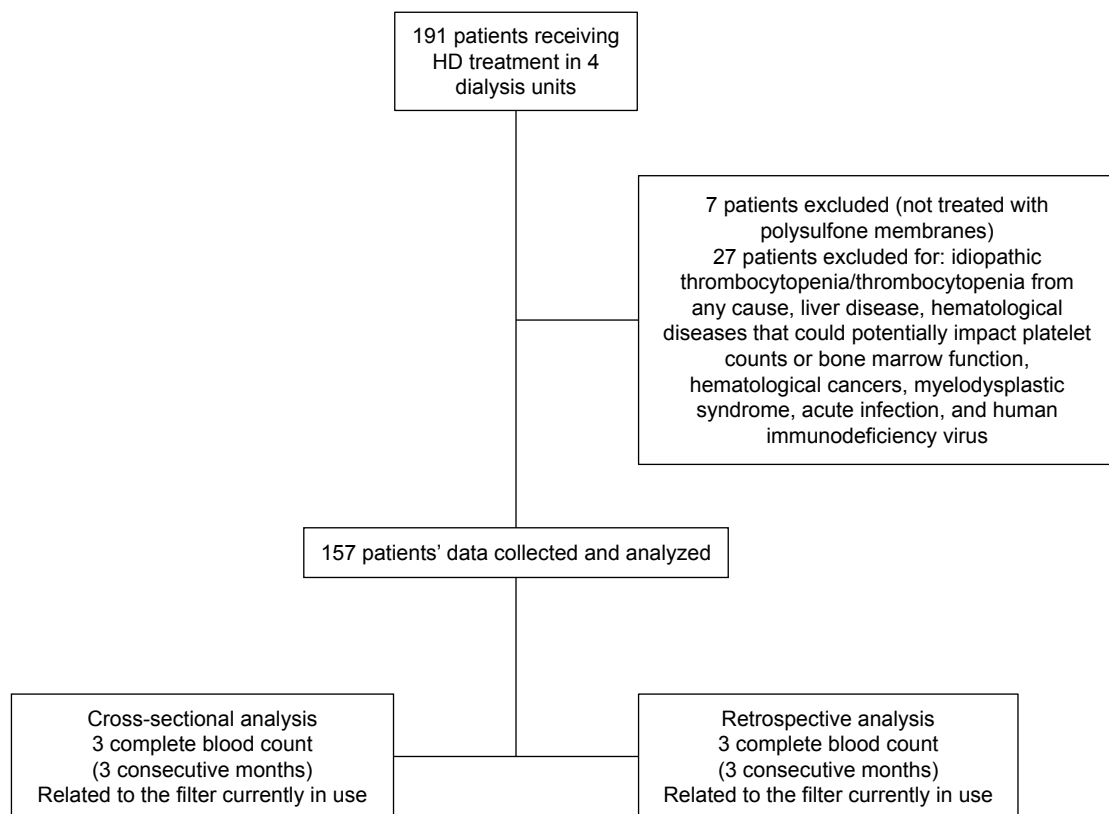 191 patients receiving
HD treatment in 4
dialysis units
7 patients excluded (not treated with
polysulfone membranes)
27 patients excluded for: idiopathic
thrombocytopenia/thrombocytopenia from
any cause, liver disease, hematological
diseases that could potentially impact platelet
counts or bone marrow function,
hematological cancers, myelodysplastic
syndrome, acute infection, and human
immunodeficiency virus
157 patients’ data collected and analyzed
Cross-sectional analysis
3 complete blood count
(3 consecutive months)
Related to the filter currently in use
Retrospective analysis
3 complete blood count
(3 consecutive months)
Related to the filter currently in use